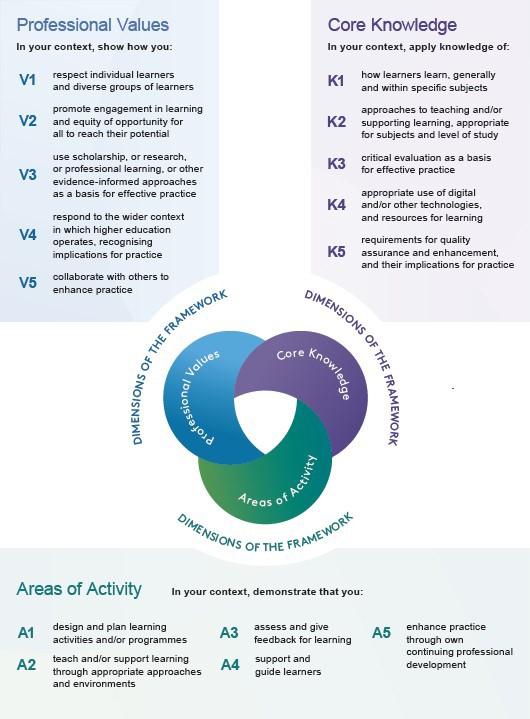 Professional Values
In your context, show how you:
V1 respect individual learners
and diverse groups of learners
V2 promote engagement in learning
and equity of opportunity for
all to reach their potential
V3 use scholarship, or research,
or professional learning, or other
evidence-informed approaches
as a basis for effective practice
V4 respond to the wider context
in which higher education
operates, recognising
implications for practice
V5 collaborate with others to
enhance practice
Core Knowledge
In your context, apply knowledge of:
K1 how learners learn, generally
and within specific subjects
K2 approaches to teaching and/or
supporting learning, appropriate
for subjects and level of study
K3 critical evaluation as a basis
for effective practice
K4 appropriate use of digital
and/or other technologies,
and resources for learning
K5 requirements for quality
assurance and enhancement,
and their implications for practice
DIMENSIONS OF THE FRAMEWORK
DIMENSIONS OF THE FRAMEWORK
Professional Values
Core Knowledge
Areas of Activity
DIMENSIONS OF THE FRAMEWORK
Areas of Activity
In your context, demonstrate that you:
A1 design and plan learning
activities and/or programmes
A2 teach and/or support learning
through appropriate approaches
and environments
A3 assess and give
feedback for learning
A4 support and
guide learners
A5 enhance practice
through own
continuing professional
development